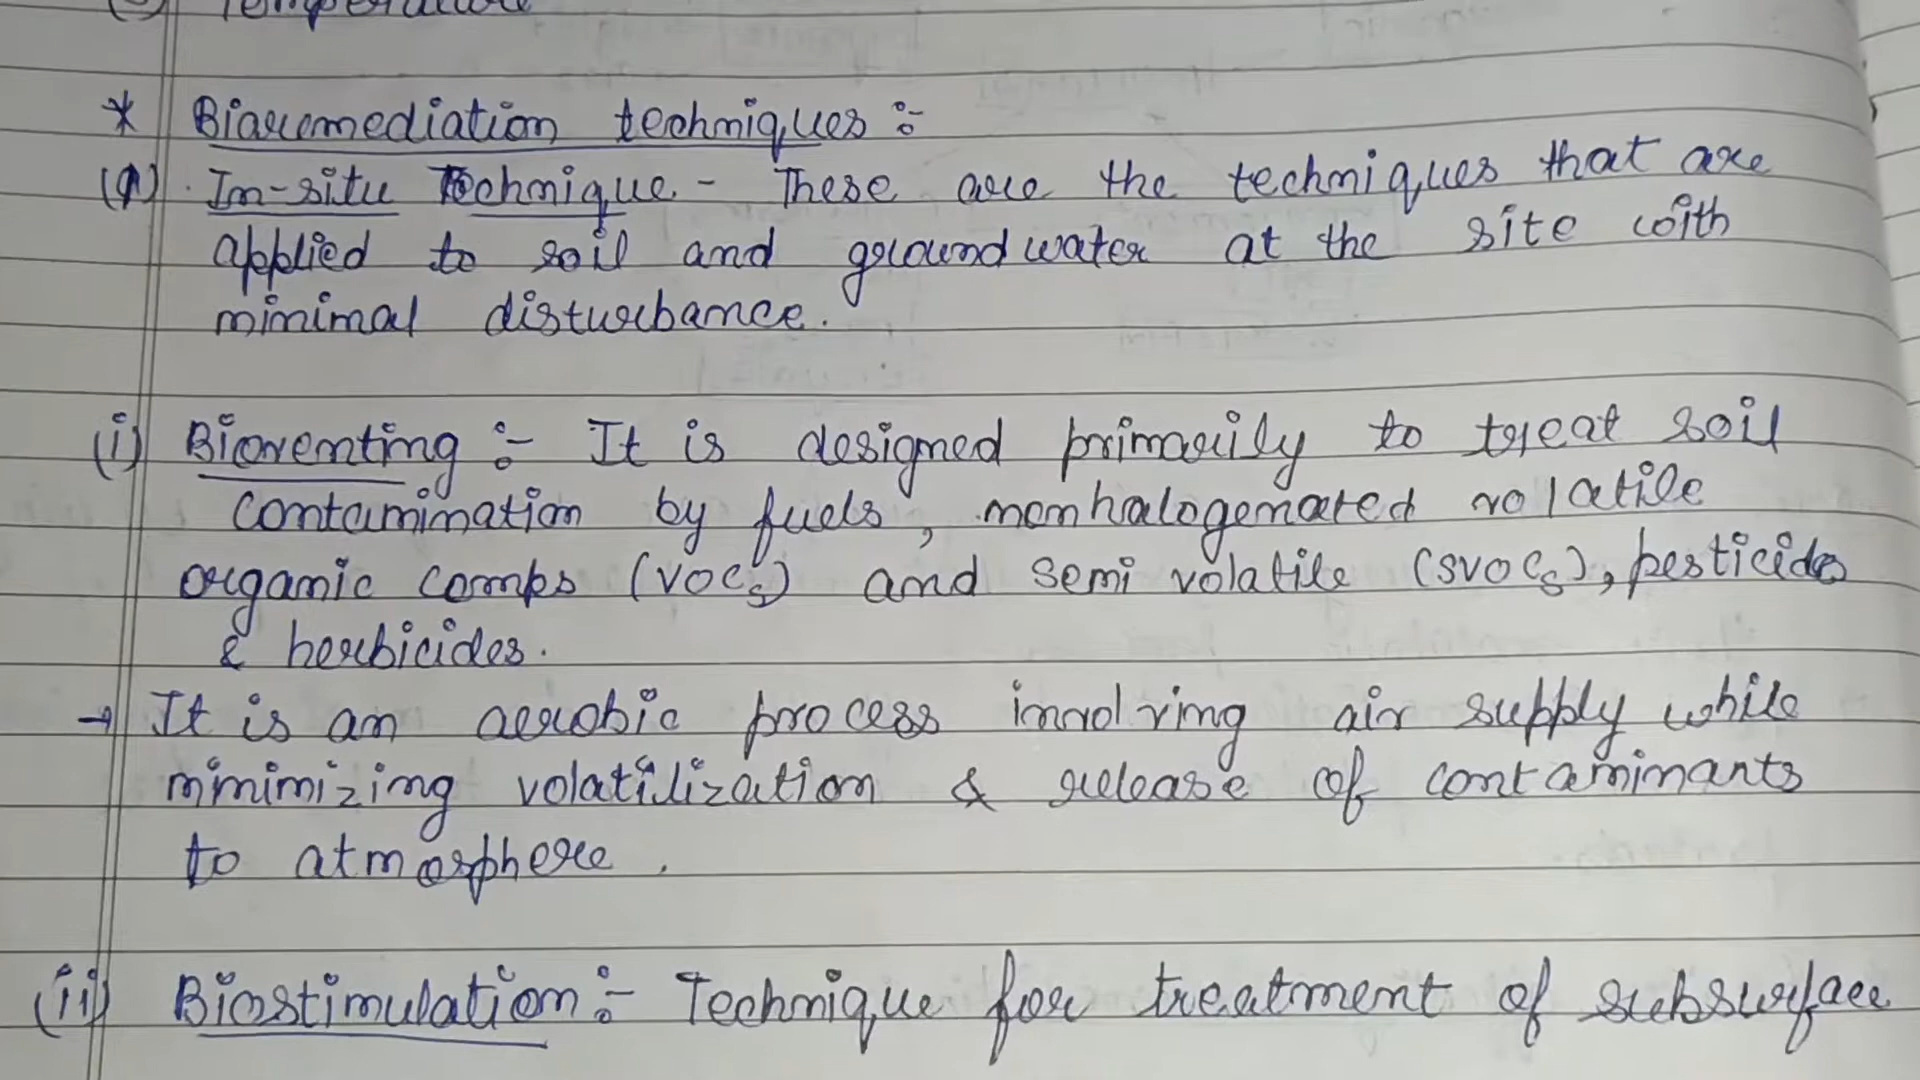 Temperature
* Bioremediation techniques :-
(A) In-situ Technique - These are the techniques that are
applied to soil and groundwater at the site with
minimal disturbance.
(i) Bioventing :- It is designed primarily to treat soil
contamination by fuels, nonhalogenated volatile
organic comps (VOCs) and semi volatile (SVOCs), pesticides
& herbicides.
→ It is an aerobic process involving air supply while
minimizing volatilization & release of contaminants
to atmosphere.
(ii) Biostimulation :- Technique for treatment of subsurface